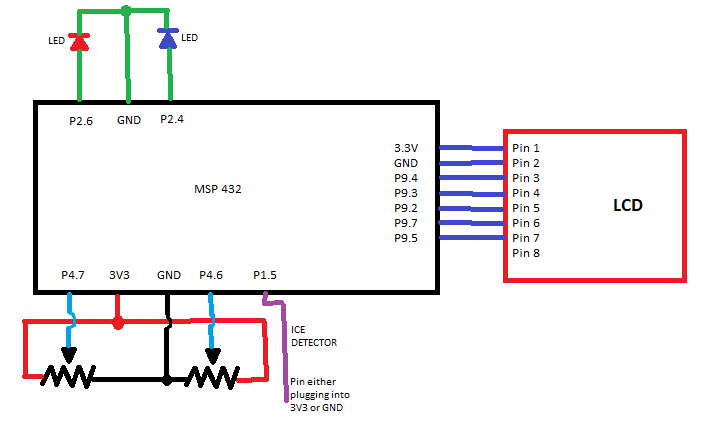 LED
LED
P2.6
GND
P2.4
MSP 432
3.3V
GND
P9.4
P9.3
P9.2
P9.7
P9.5
Pin 1
Pin 2
Pin 3
Pin 4
Pin 5
Pin 6
Pin 7
Pin 8
LCD
P4.7
3V3
GND
P4.6
P1.5
ICE
DETECTOR
Pin either
plugging into
3V3 or GND